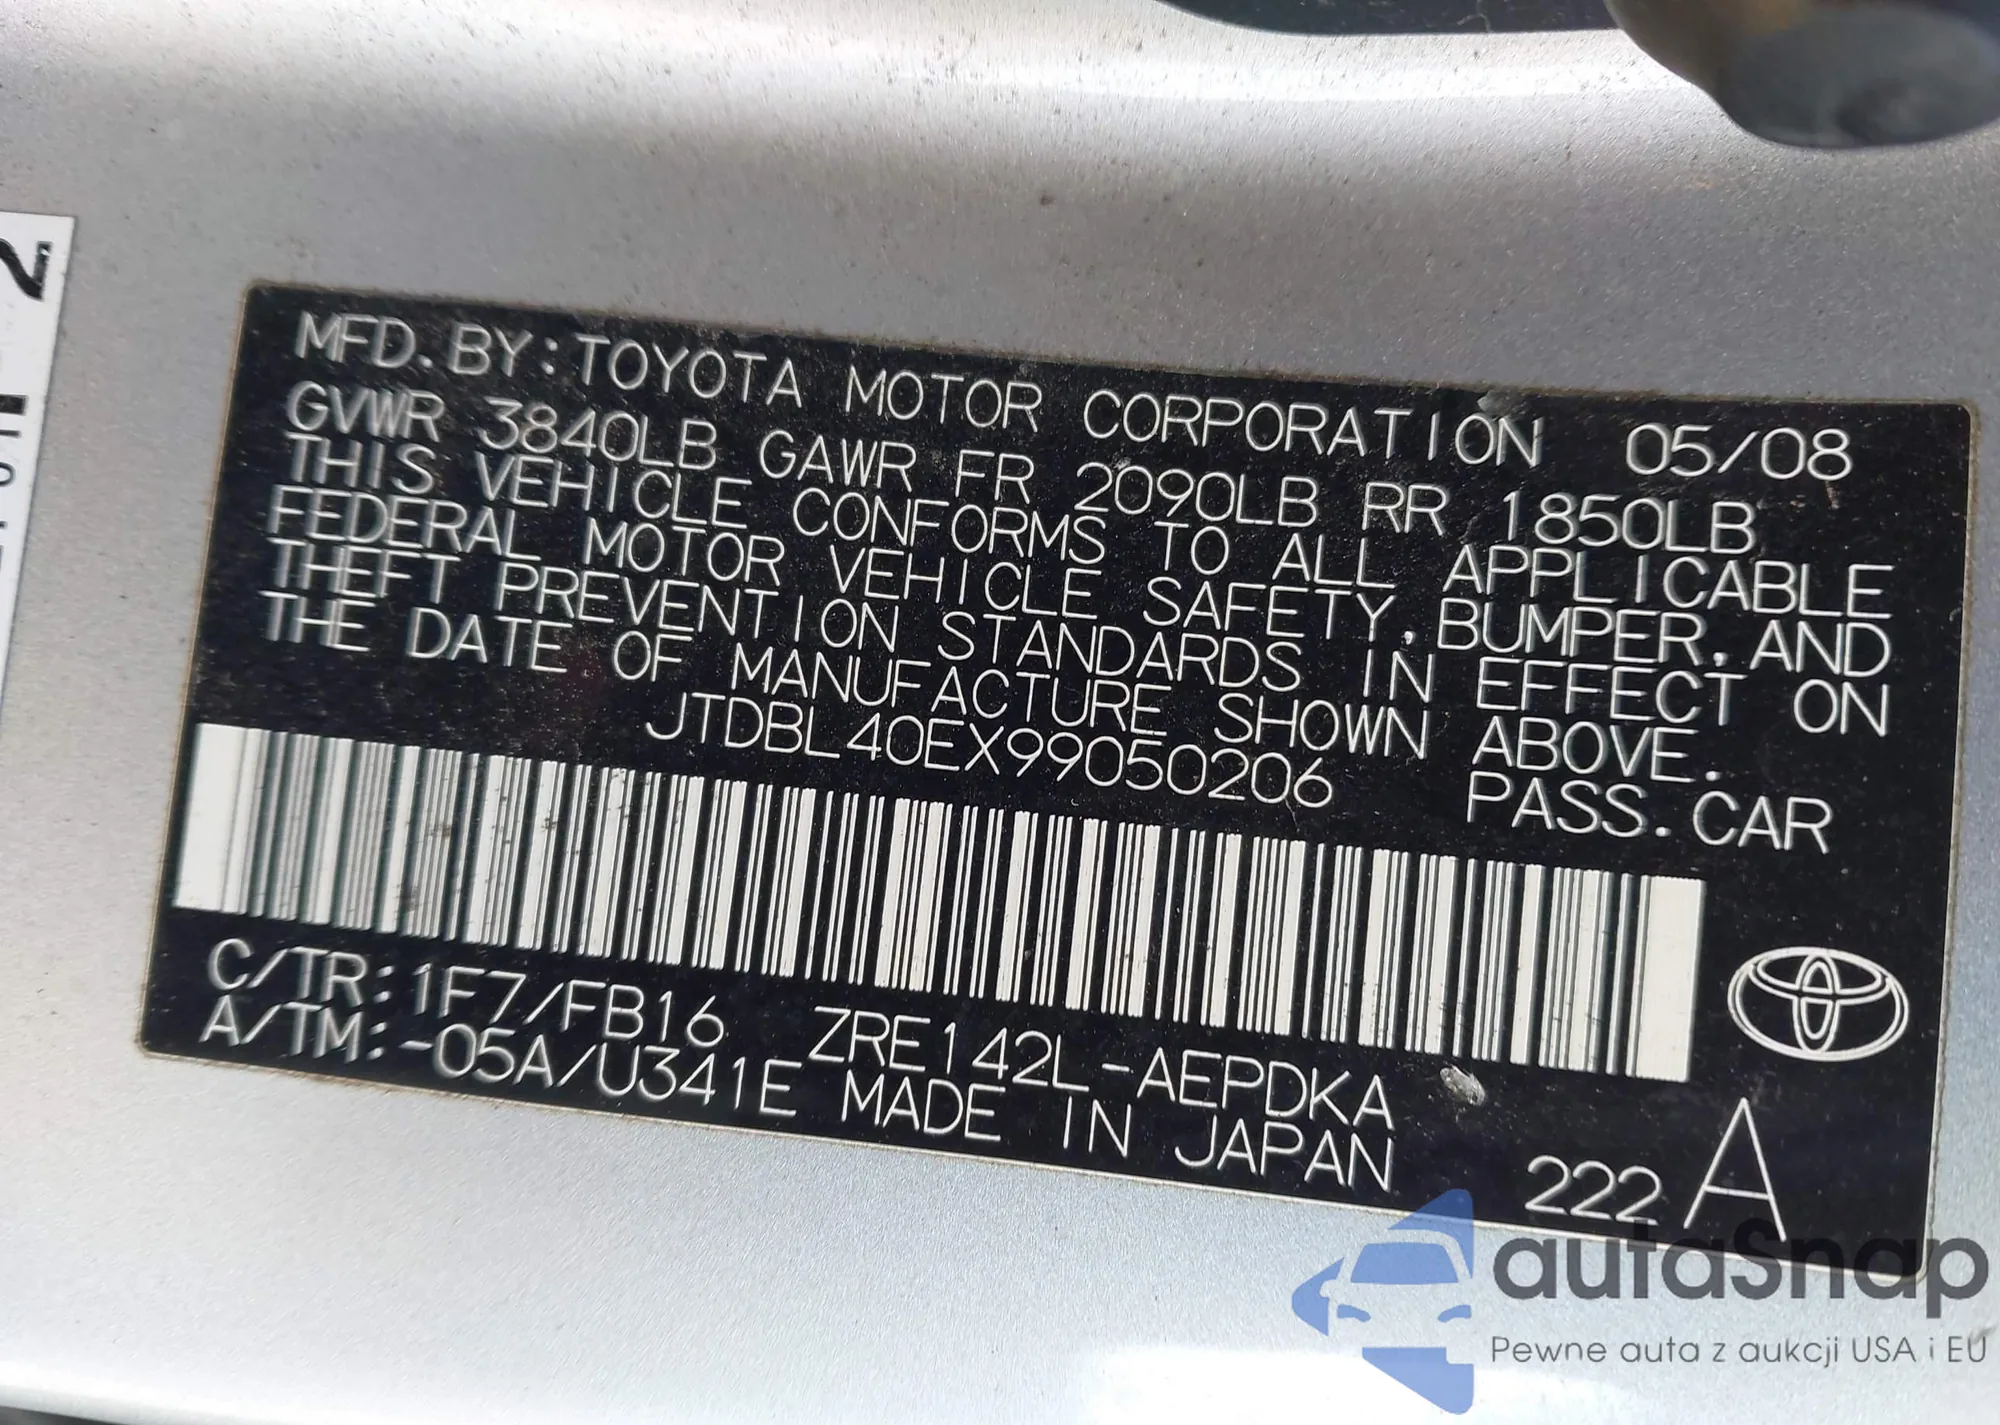 MFD. BY:TOYOTA MOTOR CORPORATION 05/08
GVWR 3840LB GAWR FR 2090LB RR 1850LB
THIS VEHICLE CONFORMS TO ALL APPLICABLE
FEDERAL MOTOR VEHICLE SAFETY, BUMPER, AND
THEFT PREVENTION STANDARDS IN EFFECT ON
THE DATE OF MANUFACTURE SHOWN ABOVE.
JTDBL40EX99050206 PASS. CAR
C/TR:1F7/FB16 ZRE142L-AEPDKA
A/TM:-05A/U341E MADE IN JAPAN
222 A
autaSnap
Pewne auta z aukcji USA i EU
2